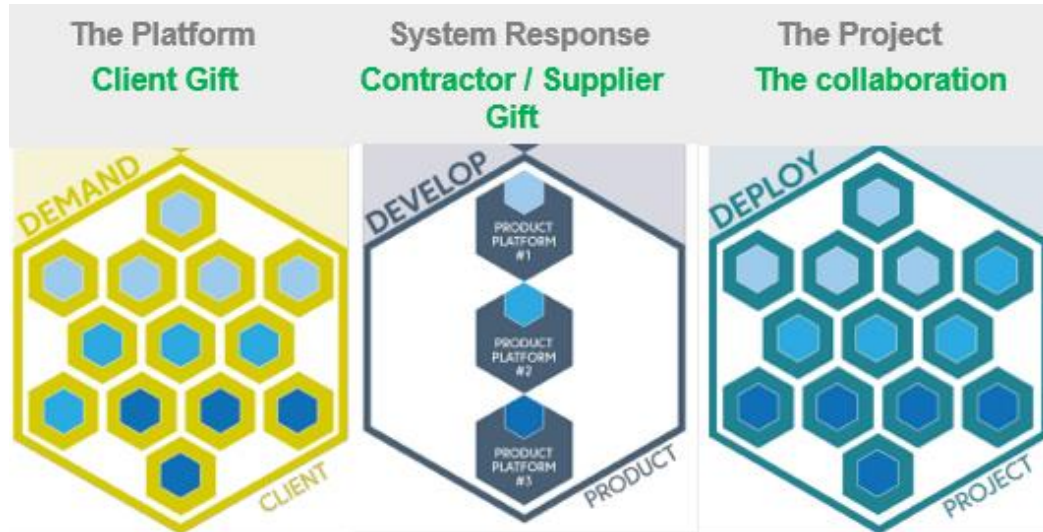 The Platform
Client Gift
System Response
Contractor / Supplier
Gift
The Project
The collaboration
DEMAND
CLIENT
DEVELOP
PRODUCT
PLATFORM
#1
PRODUCT
PLATFORM
#2
PRODUCT
PLATFORM
#3
PRODUCT
DEPLOY
PROJECT